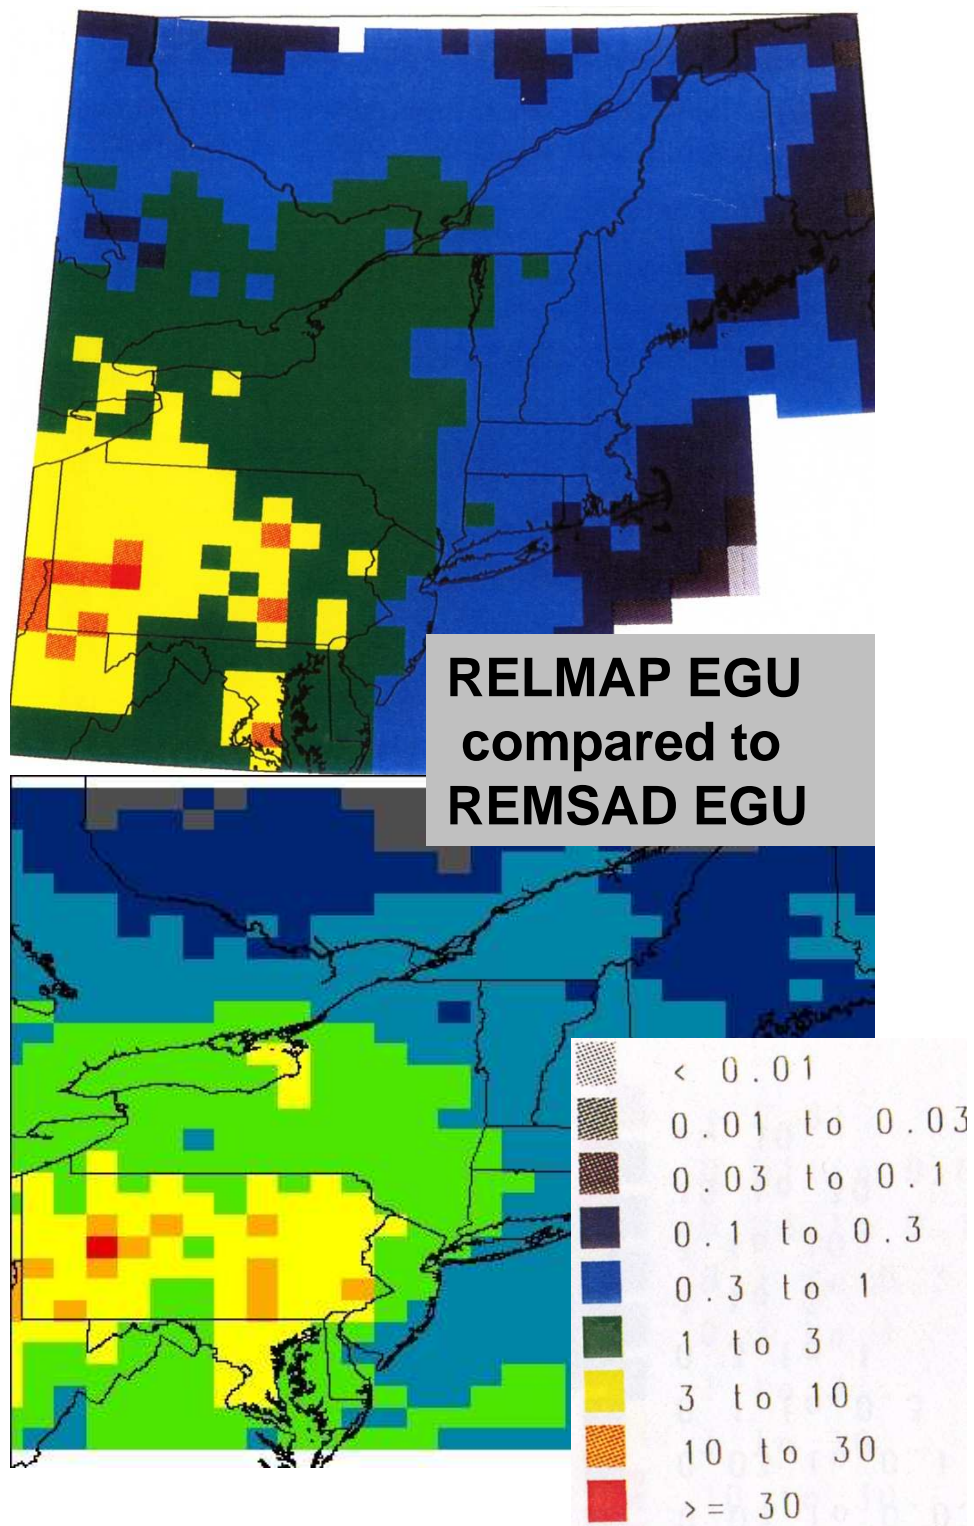 RELMAP EGU
compared to
REMSAD EGU
< 0.01
0.01 to 0.03
0.03 to 0.1
0.1 to 0.3
0.3 to 1
1 to 3
3 to 10
10 to 30
>= 30